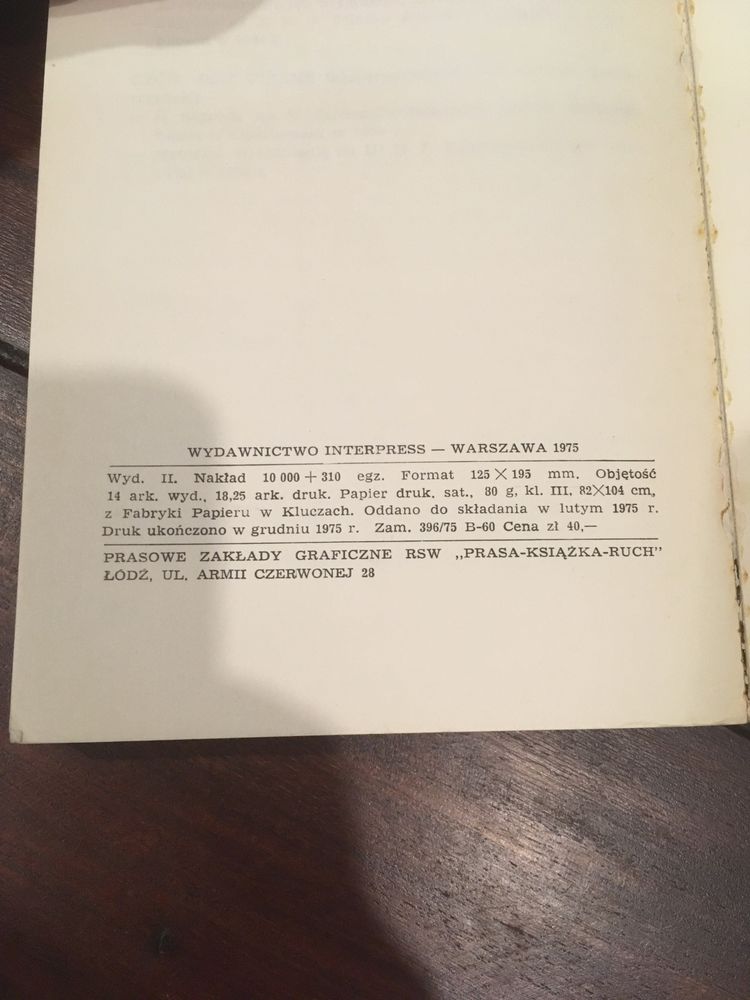 WYDAWNICTWO INTERPRESS — WARSZAWA 1975
Wyd. II. Nakład 10 000 + 310 egz. Format 125 × 195 mm. Objętość
14 ark. wyd., 18,25 ark. druk. Papier druk. sat., 80 g, kl. III, 82×104 cm,
z Fabryki Papieru w Kluczach. Oddano do składania w lutym 1975 r.
Druk ukończono w grudniu 1975 r. Zam. 396/75 B-60 Cena zł 40,—
PRASOWE ZAKŁADY GRAFICZNE RSW „PRASA-KSIĄŻKA-RUCH”
ŁÓDŹ, UL. ARMII CZERWONEJ 28